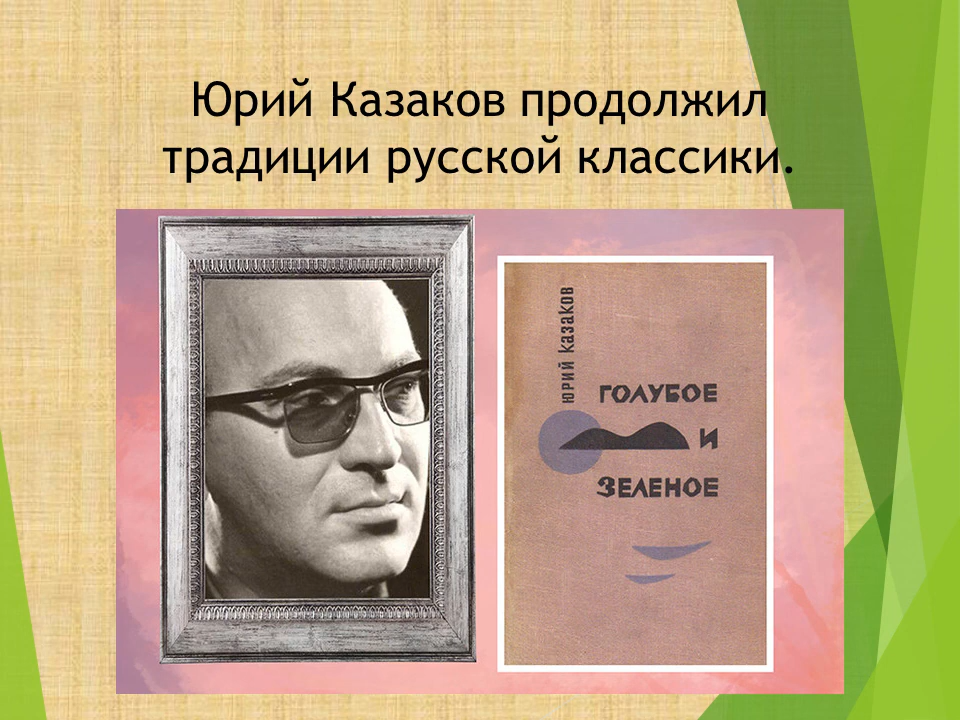 Юрий Казаков продолжил
традиции русской классики.
Юрий Казаков
ГОЛУБОЕ
И
ЗЕЛЕНОЕ